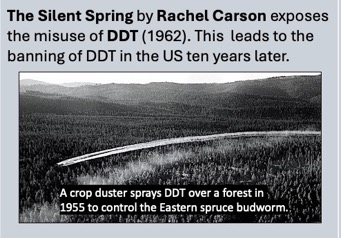 The Silent Spring by Rachel Carson exposes
the misuse of DDT (1962). This leads to the
banning of DDT in the US ten years later.
A crop duster sprays DDT over a forest in
1955 to control the Eastern spruce budworm.